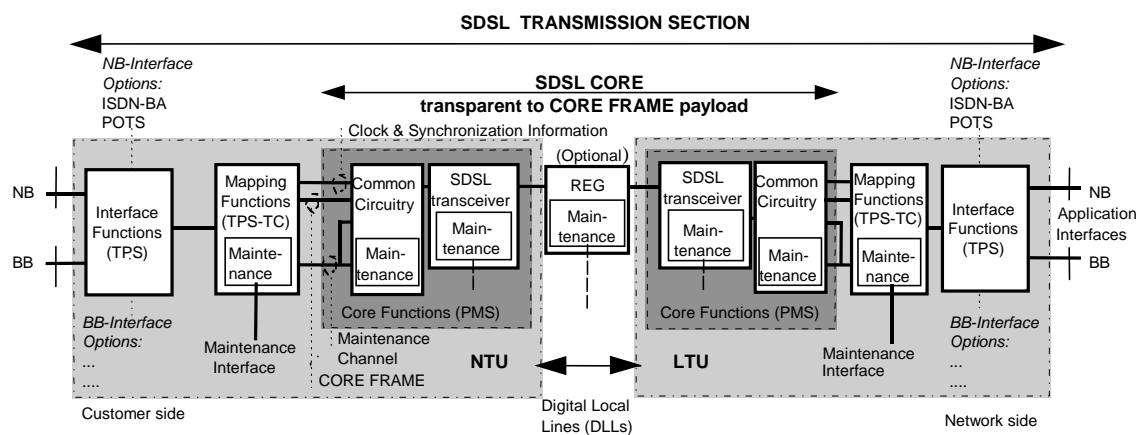 SDSL TRANSMISSION SECTION
NB-Interface
Options:
ISDN-BA
POTS
SDSL CORE
transparent to CORE FRAME payload
NB-Interface
Options:
ISDN-BA
POTS
Clock & Synchronization Information
(Optional)
NB
BB
Interface
Functions
(TPS)
Mapping
Functions
(TPS-TC)
Mainte-
nance
Common
Circuitry
Main-
tenance
SDSL
transceiver
Main-
tenance
Core Functions (PMS)
REG
Main-
tenance
SDSL
transceiver
Main-
tenance
Common
Circuitry
Main-
tenance
Core Functions (PMS)
Mapping
Functions
(TPS-TC)
Mainte-
nance
Interface
Functions
(TPS)
NB
Application
Interfaces
BB
BB-Interface
Options:
...
....
Maintenance
Interface
Maintenance
Channel
CORE FRAME
NTU
LTU
Maintenance
Interface
BB-Interface
Options:
...
....
Customer side
Digital Local
Lines (DLLs)
Network side